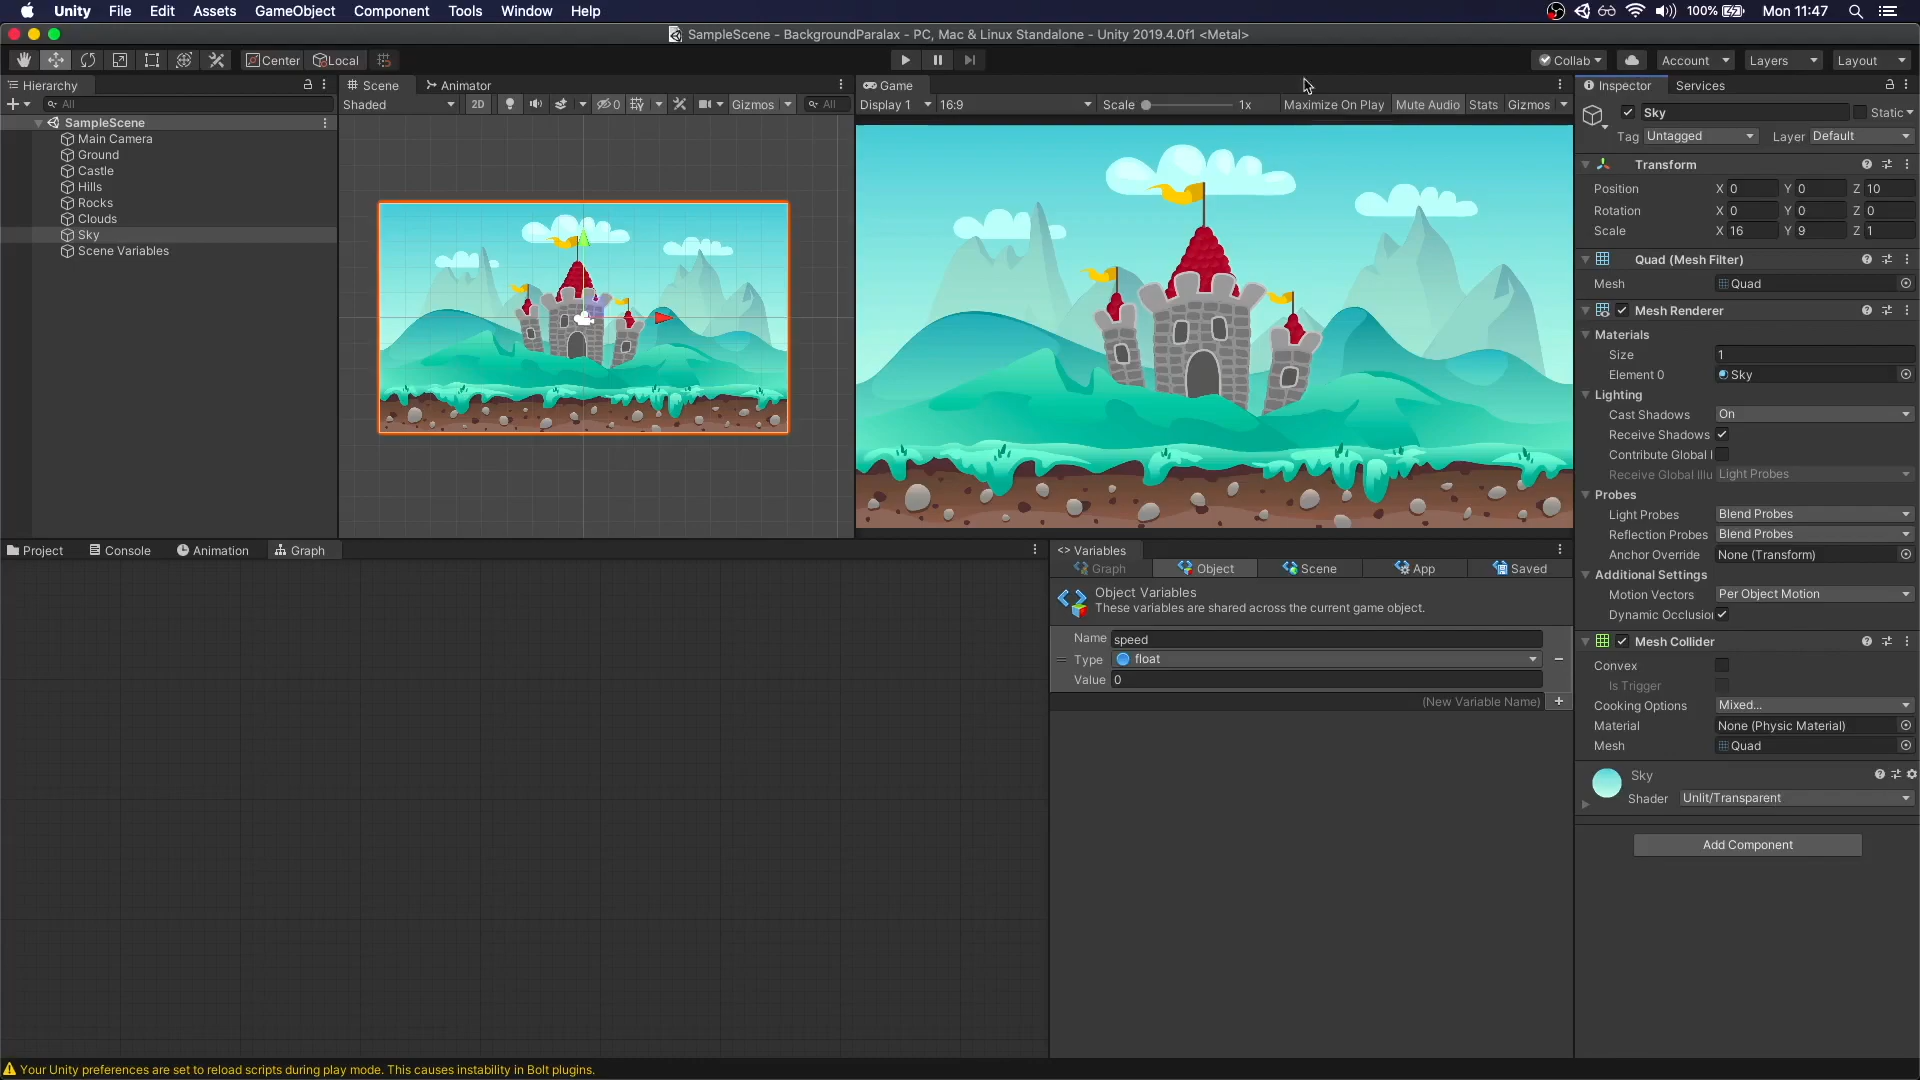 Unity File Edit Assets GameObject Component Tools Window Help 100% Mon 11:47
SampleScene - BackgroundParalax - PC, Mac & Linux Standalone - Unity 2019.4.0f1 <Metal>
Center Local Collab Account Layers Layout
Hierarchy
All
SampleScene
Main Camera
Ground
Castle
Hills
Rocks
Clouds
Sky
Scene Variables
Scene Animator
Shaded 2D 0 Gizmos All
Game
Display 1 16:9 Scale 1x Maximize On Play Mute Audio Stats Gizmos
Inspector Services
Sky Static
Tag Untagged Layer Default
Transform
Position X 0 Y 0 Z 10
Rotation X 0 Y 0 Z 0
Scale X 16 Y 9 Z 1
Quad (Mesh Filter)
Mesh Quad
Mesh Renderer
Materials
Size 1
Element 0 Sky
Lighting
Cast Shadows On
Receive Shadows
Contribute Global I
Receive Global Illu Light Probes
Probes
Light Probes Blend Probes
Reflection Probes Blend Probes
Anchor Override None (Transform)
Additional Settings
Motion Vectors Per Object Motion
Dynamic Occlusio
Mesh Collider
Convex
Is Trigger
Cooking Options Mixed...
Material None (Physic Material)
Mesh Quad
Sky
Shader Unlit/Transparent
Add Component
Project Console Animation Graph
<> Variables
Graph Object Scene App Saved
Object Variables
These variables are shared across the current game object.
Name speed
Type float
Value 0
(New Variable Name)
Your Unity preferences are set to reload scripts during play mode. This causes instability in Bolt plugins.